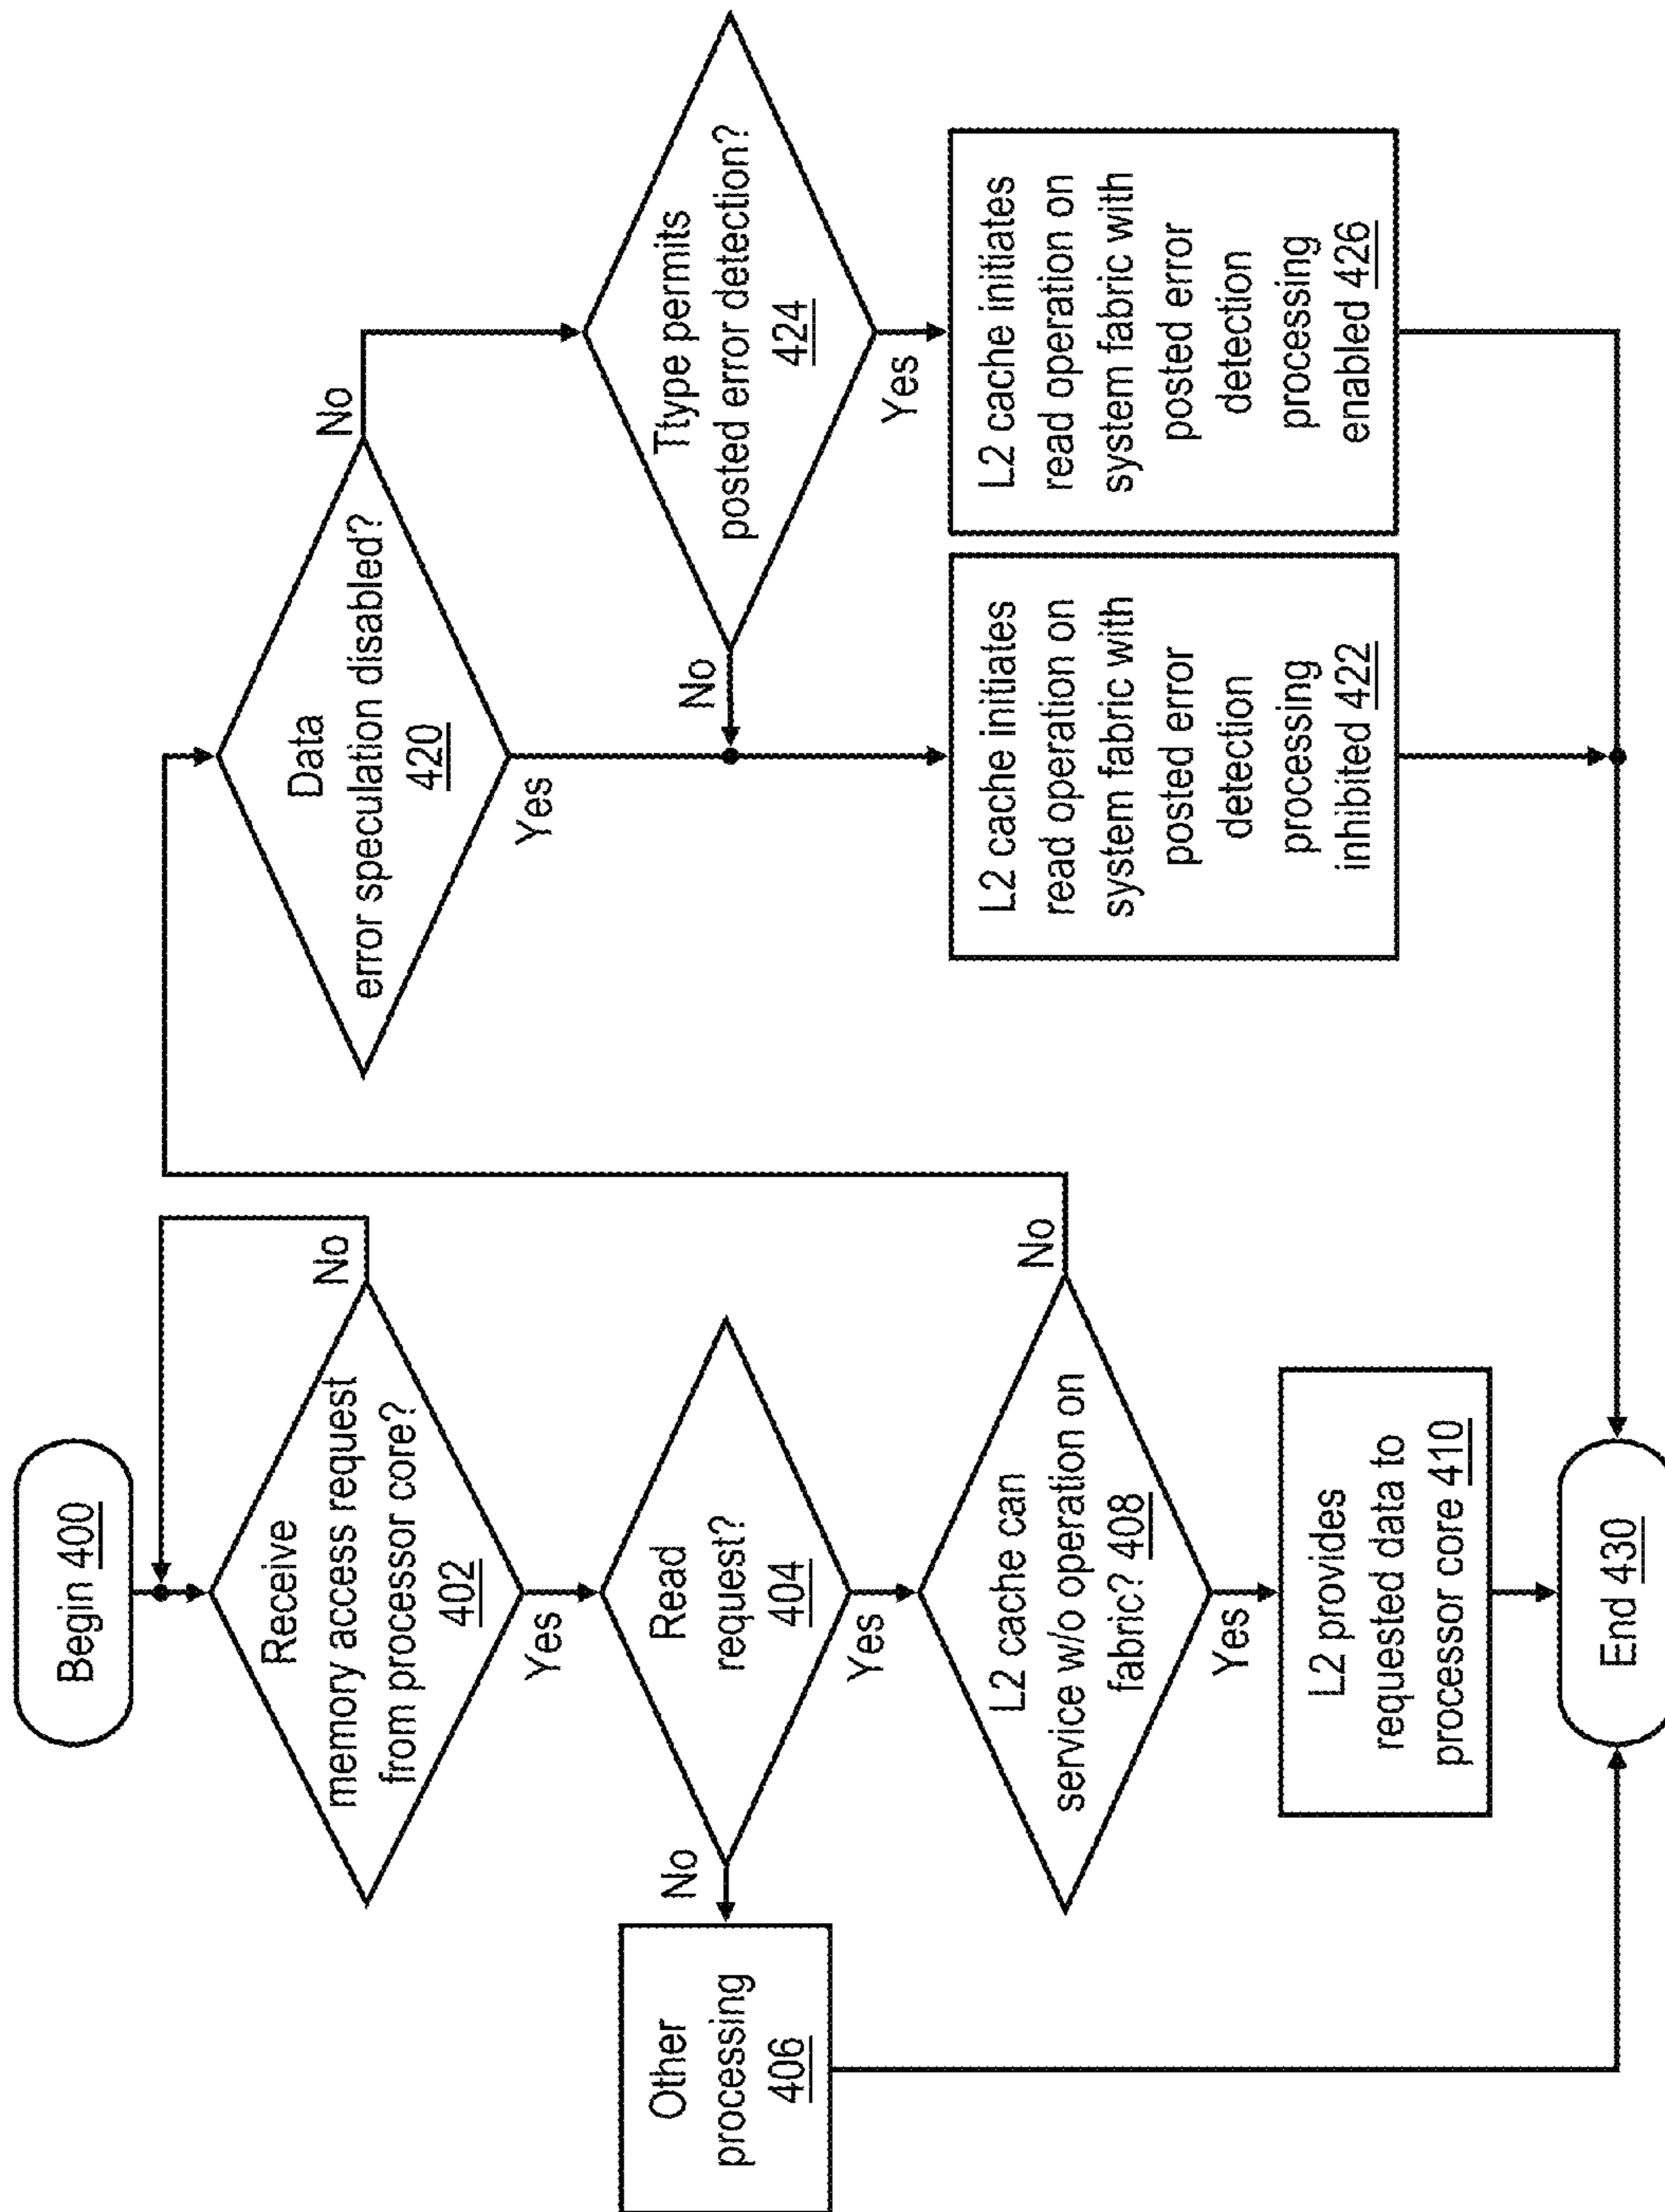 Begin 400
Receive
memory access request
from processor core?
402
No
Yes
Read
request?
404
No
Other
processing
406
Yes
L2 cache can
service w/o operation on
fabric? 408
No
Yes
L2 provides
requested data to
processor core 410
Data
error speculation disabled?
420
No
Yes
Ttype permits
posted error detection?
424
No
Yes
L2 cache initiates
read operation on
system fabric with
posted error
detection
processing
inhibited 422
L2 cache initiates
read operation on
system fabric with
posted error
detection
processing
enabled 426
End 430